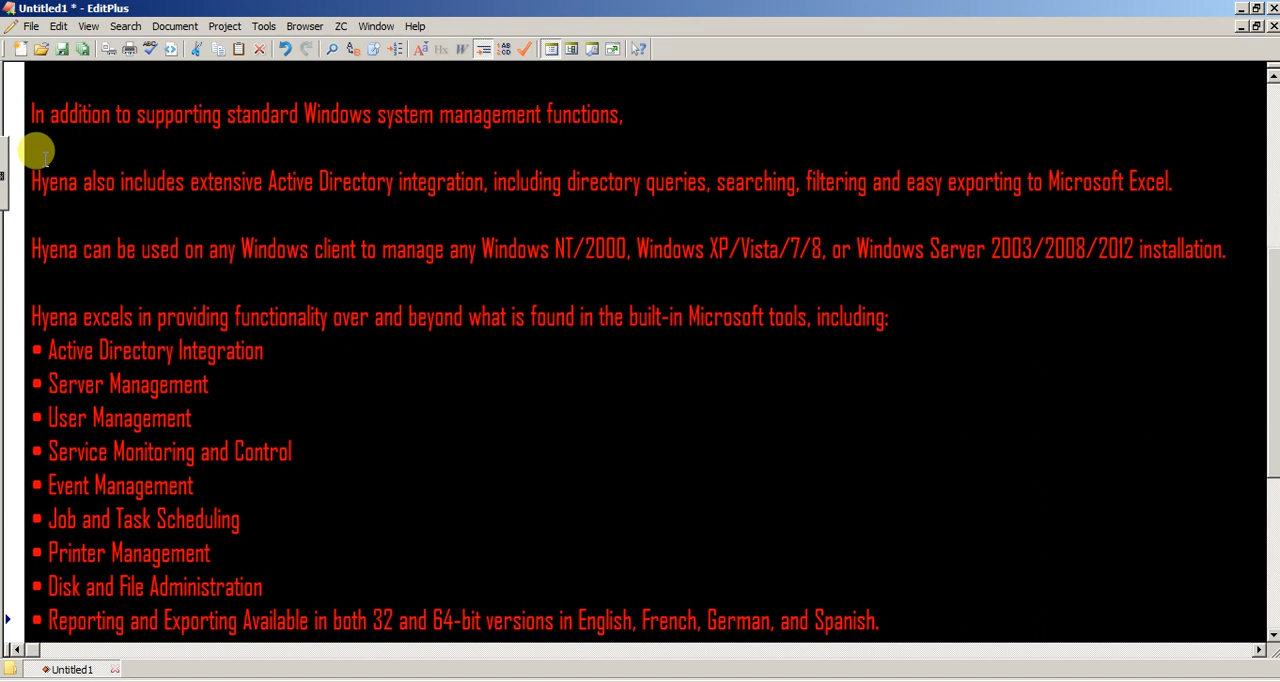 Untitled1 * - EditPlus
File Edit View Search Document Project Tools Browser ZC Window Help
In addition to supporting standard Windows system management functions,
Hyena also includes extensive Active Directory integration, including directory queries, searching, filtering and easy exporting to Microsoft Excel.
Hyena can be used on any Windows client to manage any Windows NT/2000, Windows XP/Vista/7/8, or Windows Server 2003/2008/2012 installation.
Hyena excels in providing functionality over and beyond what is found in the built-in Microsoft tools, including:
• Active Directory Integration
• Server Management
• User Management
• Service Monitoring and Control
• Event Management
• Job and Task Scheduling
• Printer Management
• Disk and File Administration
• Reporting and Exporting Available in both 32 and 64-bit versions in English, French, German, and Spanish.
Untitled1